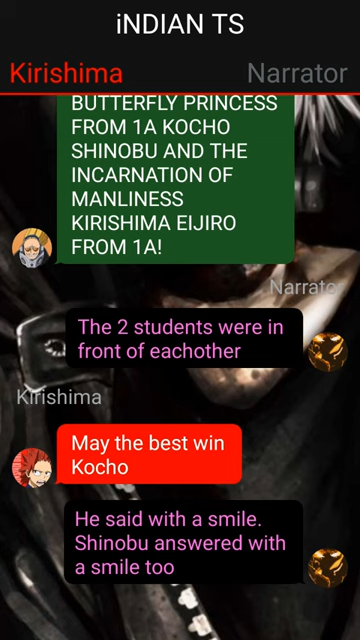 iNDIAN TS
Kirishima
Narrator
BUTTERFLY PRINCESS
FROM 1A KOCHO
SHINOBU AND THE
INCARNATION OF
MANLINESS
KIRISHIMA EIJIRO
FROM 1A!
Narrator
The 2 students were in
front of eachother
Kirishima
May the best win
Kocho
He said with a smile.
Shinobu answered with
a smile too